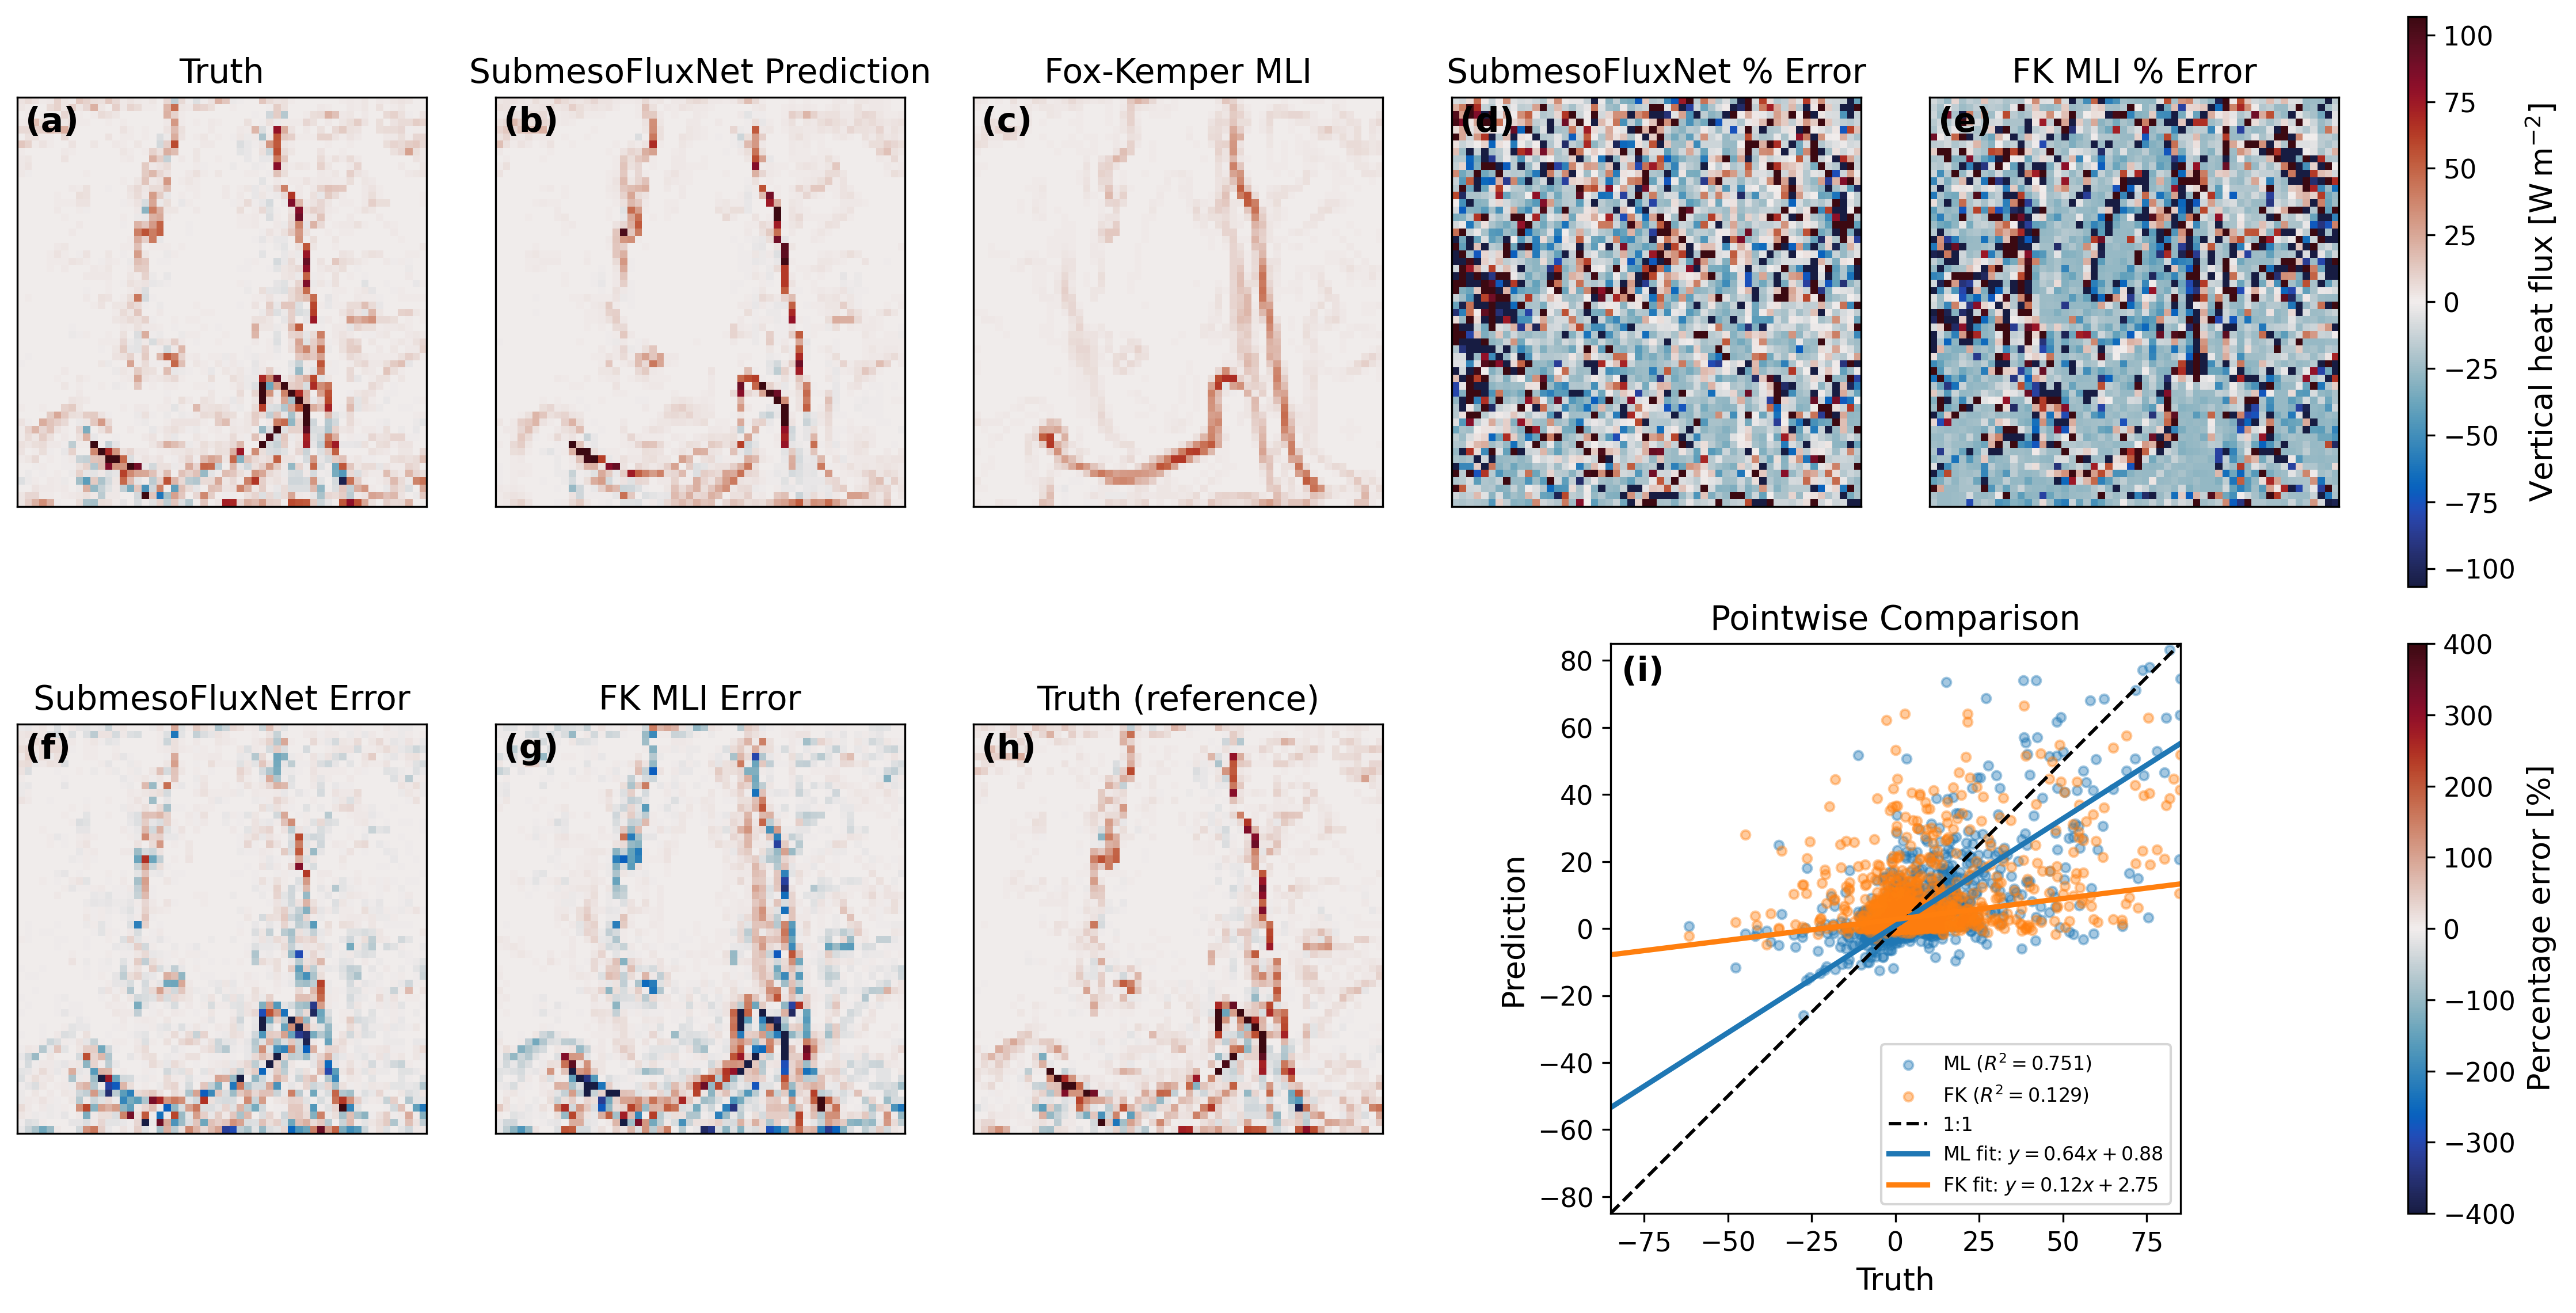 Truth
SubmesoFluxNet Prediction
Fox-Kemper MLI
SubmesoFluxNet % Error
FK MLI % Error
(a)
(b)
(c)
(d)
(e)
100
75
50
25
0
−25
−50
−75
−100
Vertical heat flux [W m⁻²]
SubmesoFluxNet Error
FK MLI Error
Truth (reference)
Pointwise Comparison
(f)
(g)
(h)
(i)
80
60
40
20
0
−20
−40
−60
−80
Prediction
−75
−50
−25
0
25
50
75
Truth
ML (R² = 0.751)
FK (R² = 0.129)
1:1
ML fit: y = 0.64x + 0.88
FK fit: y = 0.12x + 2.75
400
300
200
100
0
−100
−200
−300
−400
Percentage error [%]